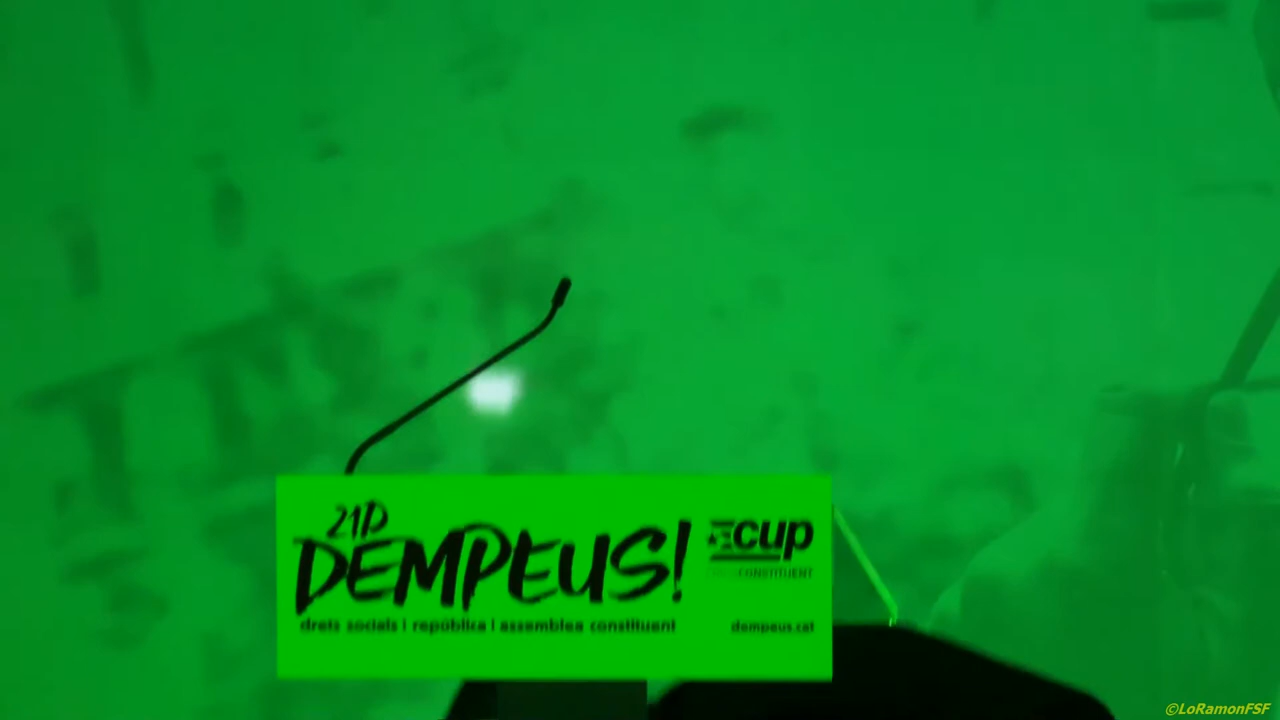 21D
DEMPEUS!
cup
CONSTITUENT
drets socials | república | assemblea constituent
dempeus.cat
©LoRamonFSF